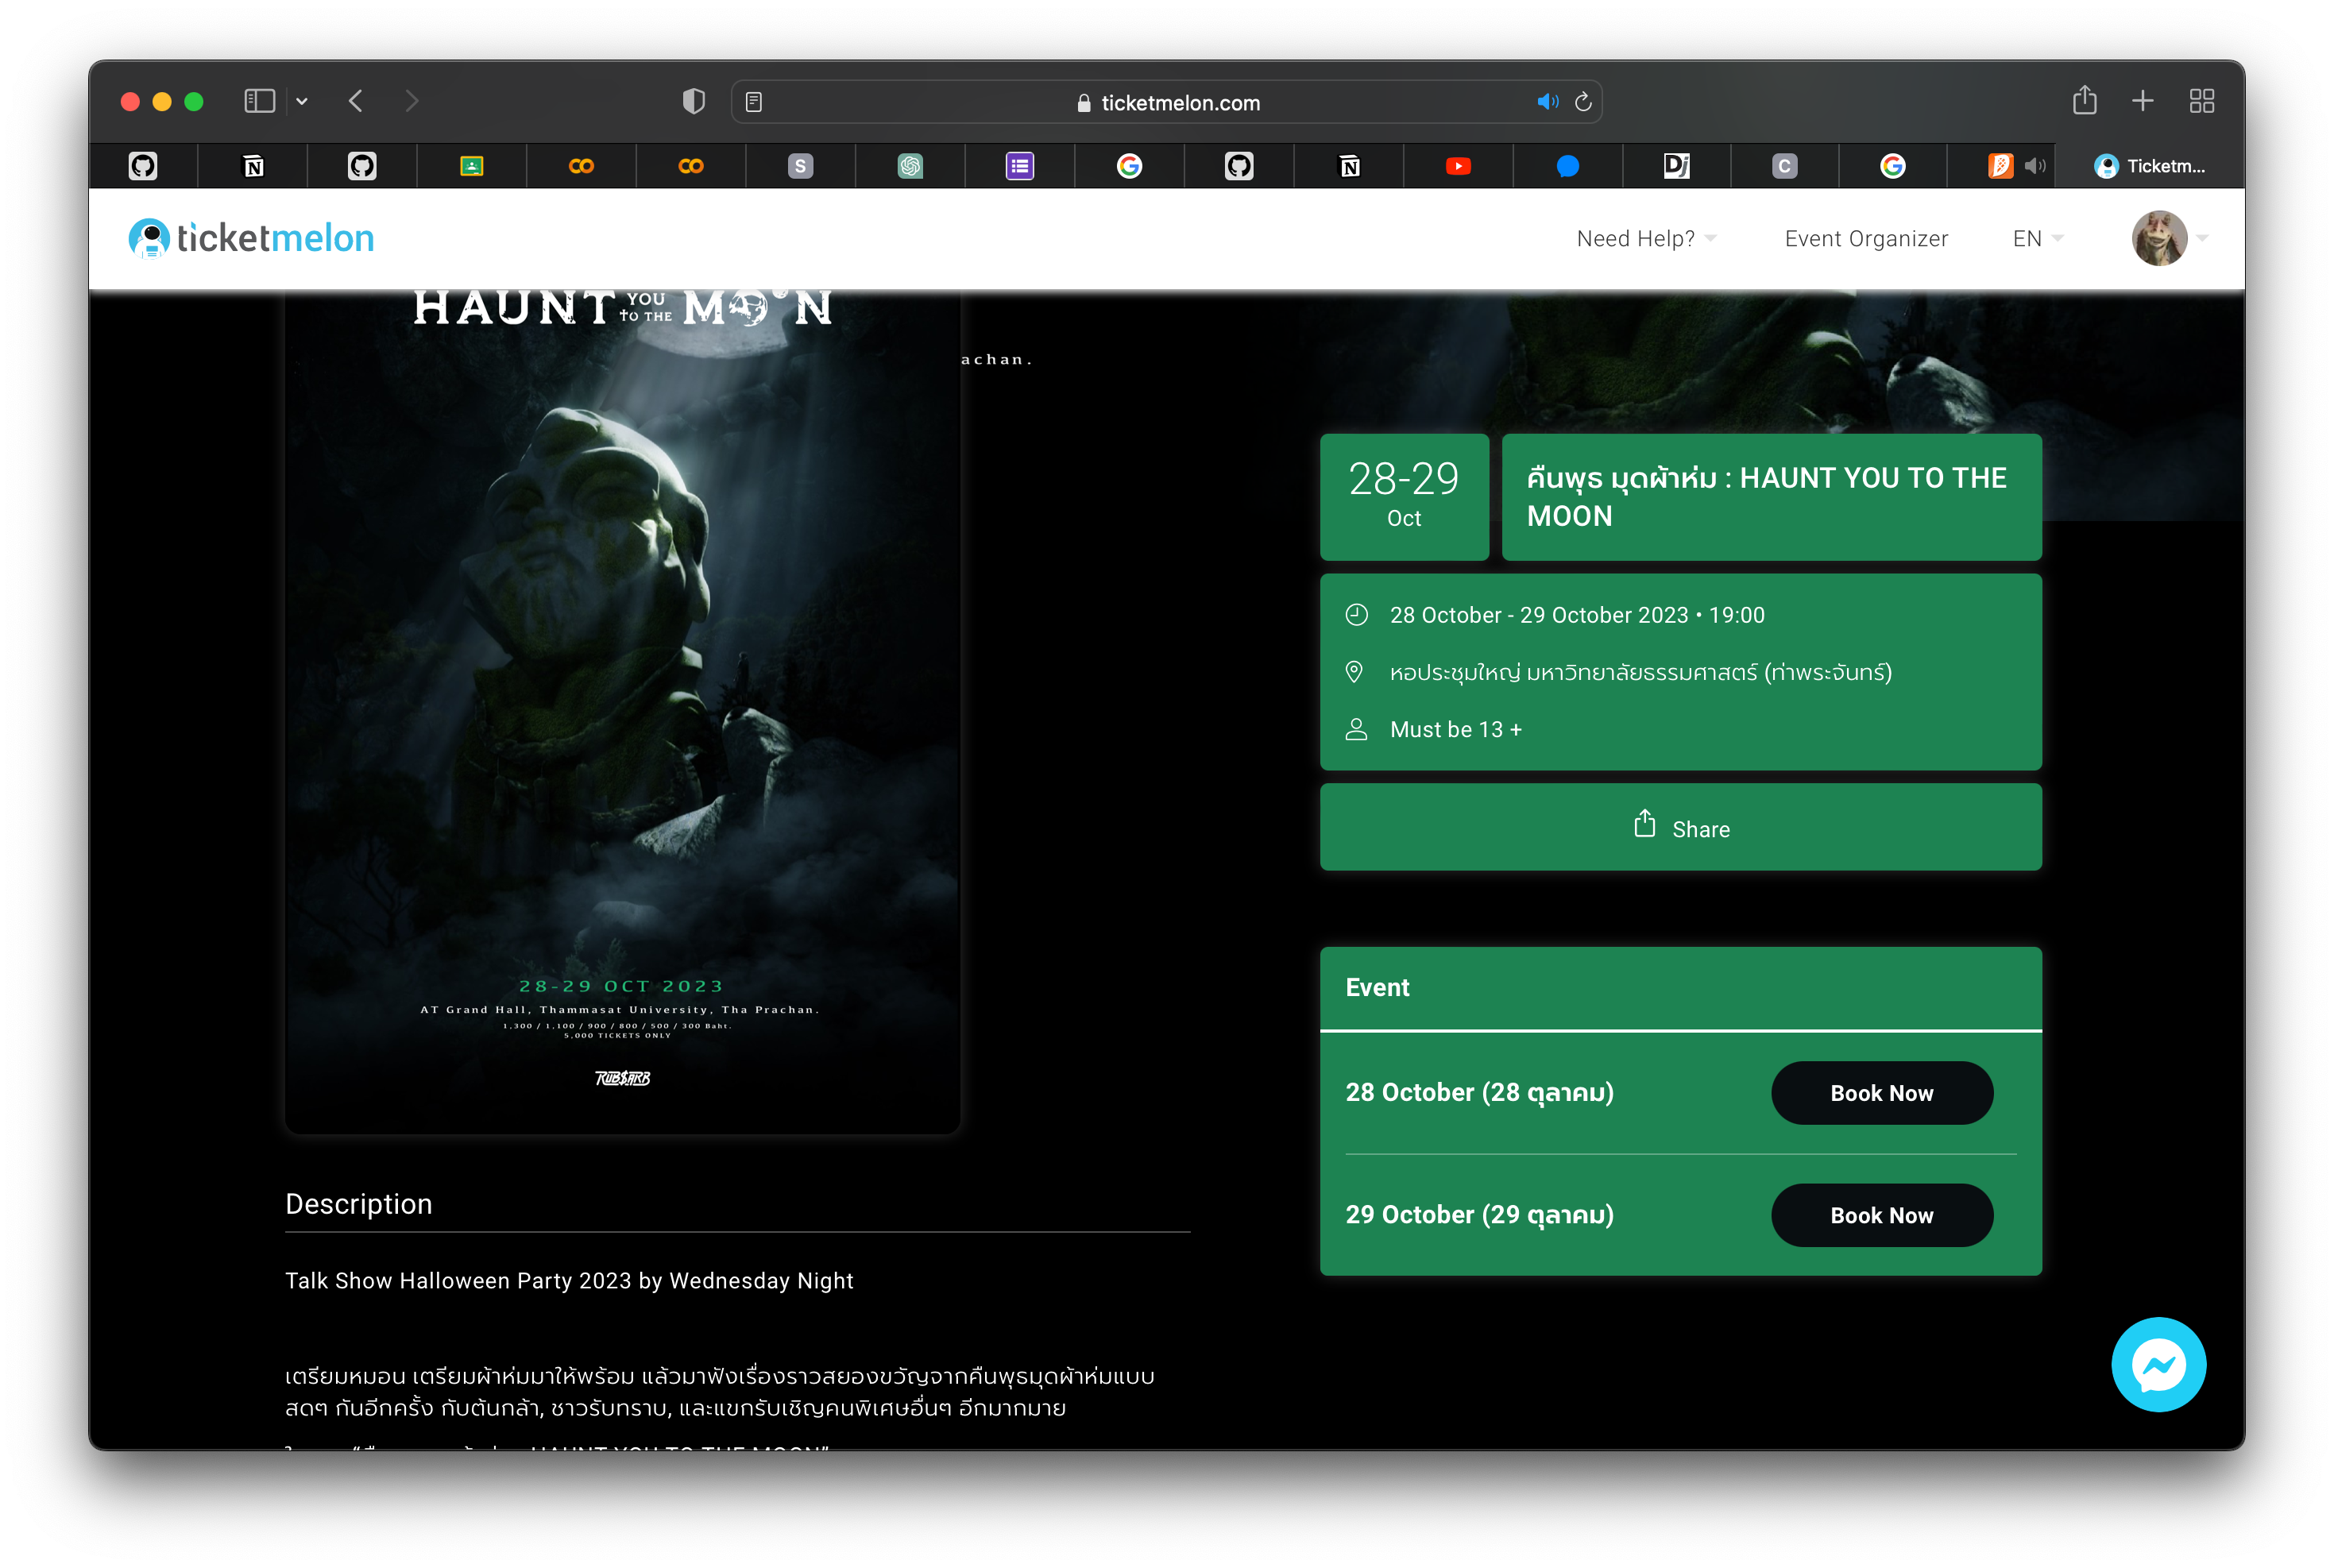 ticketmelon.com
N
S
N
Dj
C
Ticketm...
ticketmelon
Need Help?
Event Organizer
EN
HAUNT YOU TO THE MOON
achan.
28-29 OCT 2023
AT Grand Hall, Thammasat University, Tha Prachan.
1,300 / 1,100 / 900 / 800 / 500 / 300 Baht.
5,000 TICKETS ONLY
RUBSARB
28-29
Oct
คืนพุธ มุดผ้าห่ม : HAUNT YOU TO THE
MOON
28 October - 29 October 2023 • 19:00
หอประชุมใหญ่ มหาวิทยาลัยธรรมศาสตร์ (ท่าพระจันทร์)
Must be 13 +
Share
Event
28 October (28 ตุลาคม)
Book Now
29 October (29 ตุลาคม)
Book Now
Description
Talk Show Halloween Party 2023 by Wednesday Night
เตรียมหมอน เตรียมผ้าห่มมาให้พร้อม แล้วมาฟังเรื่องราวสยองขวัญจากคืนพุธมุดผ้าห่มแบบ
สดๆ กันอีกครั้ง กับต้นกล้า, ชาวรับทราบ, และแขกรับเชิญคนพิเศษอื่นๆ อีกมากมาย
HAUNT YOU TO THE MOON"